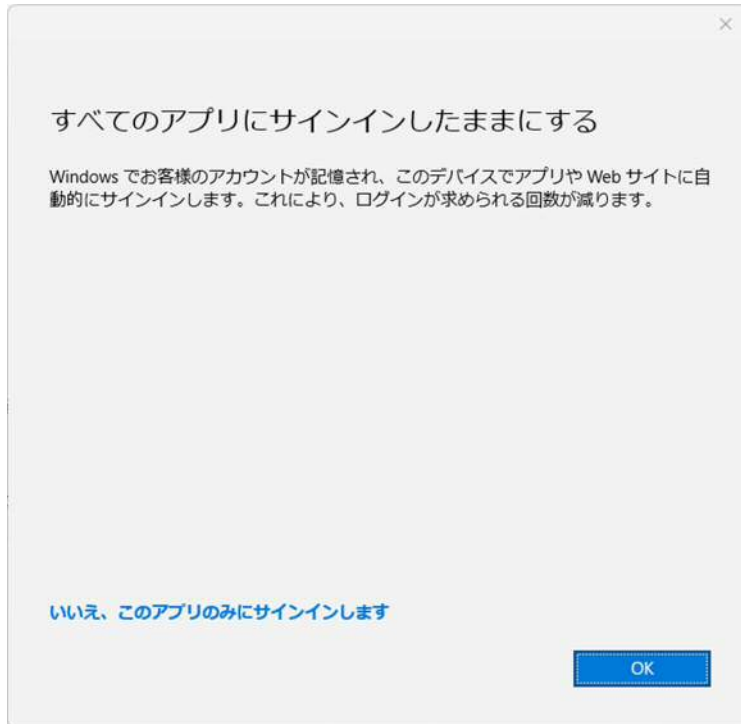 すべてのアプリにサインインしたままにする
Windows でお客様のアカウントが記憶され、このデバイスでアプリや Web サイトに自
動的にサインインします。これにより、ログインが求められる回数が減ります。
いいえ、このアプリのみにサインインします
OK